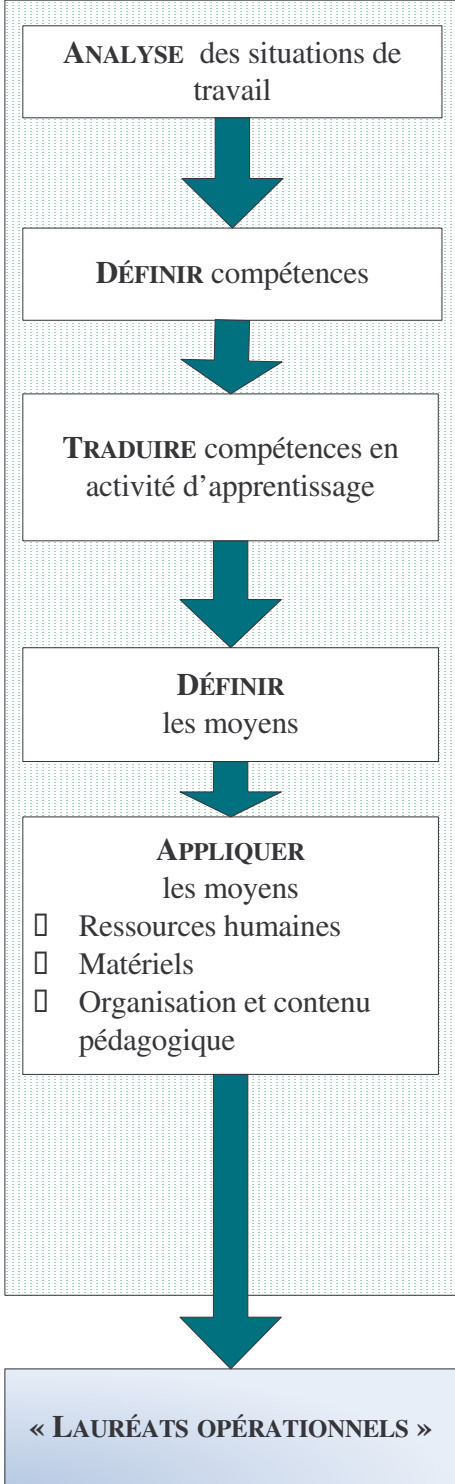 ANALYSE des situations de
travail
DÉFINIR compétences
TRADUIRE compétences en
activité d’apprentissage
DÉFINIR
les moyens
APPLIQUER
les moyens
▯ Ressources humaines
▯ Matériels
▯ Organisation et contenu
pédagogique
« LAURÉATS OPÉRATIONNELS »